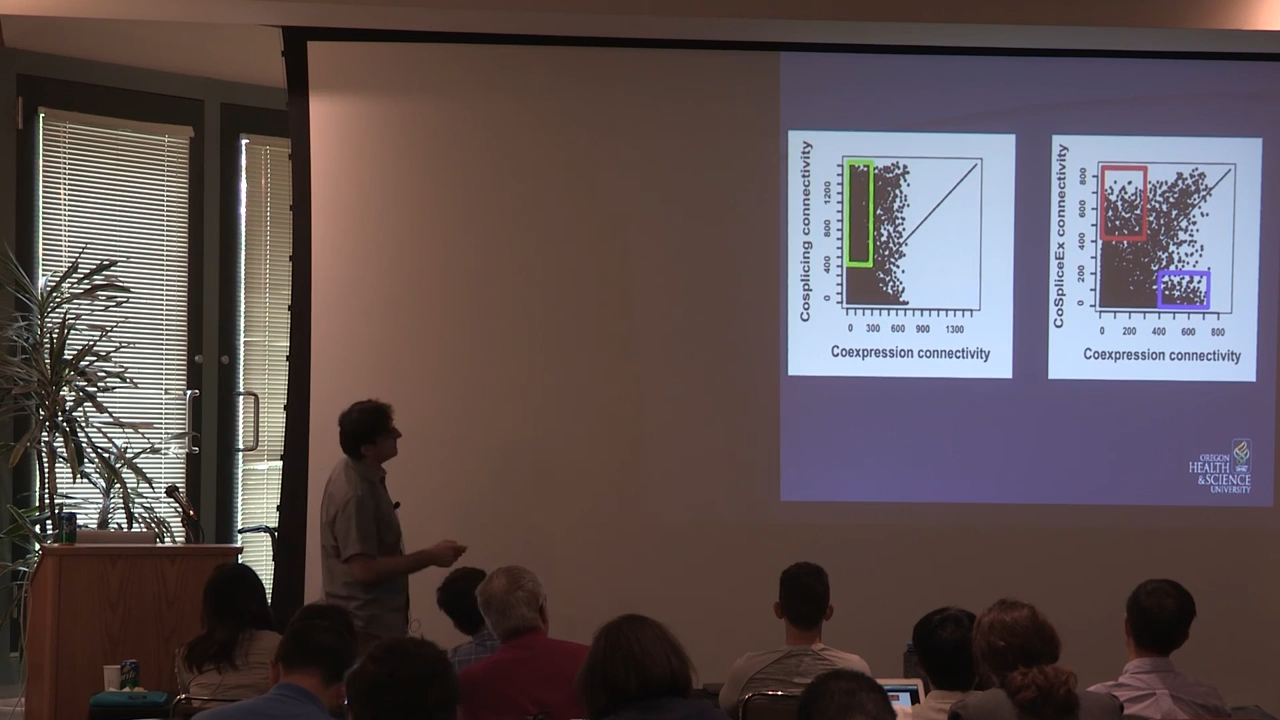 Cosplicing connectivity
1200
800
400
0
0 300 600 900 1300
Coexpression connectivity
CoSpliceEx connectivity
800
600
400
200
0
0 200 400 600 800
Coexpression connectivity
OREGON
HEALTH
& SCIENCE
UNIVERSITY